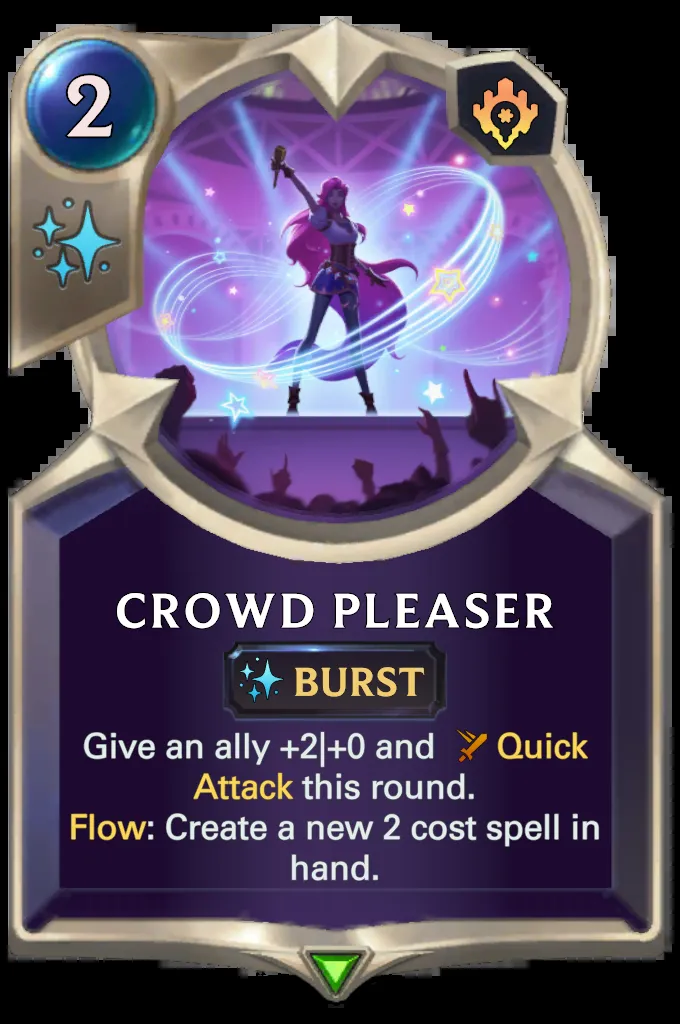 2
CROWD PLEASER
BURST
Give an ally +2|+0 and Quick
Attack this round.
Flow: Create a new 2 cost spell in
hand.